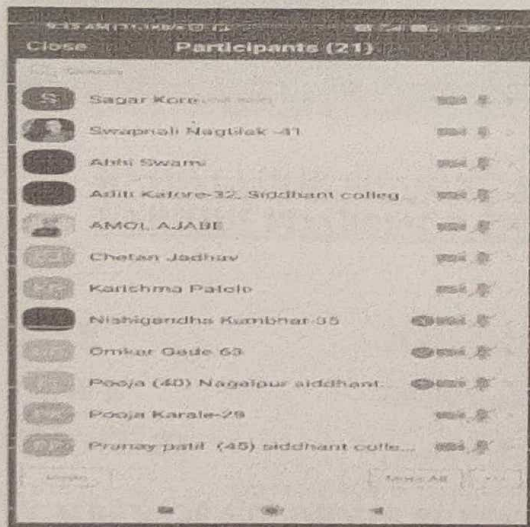 Close Participants (21)
Sagar Kore
Swapnali Nagtilak -41
Abhi Swami
Aditi Katore-32, Siddhant colleg...
AMOL AJABE
Chetan Jadhav
Karishma Patole
Nishigandha Kumbhar-35
Omkar Gade 63
Pooja (40) Nagalpur siddhant...
Pooja Karale-29
Pranay patil (45) siddhant colle...
Mute All